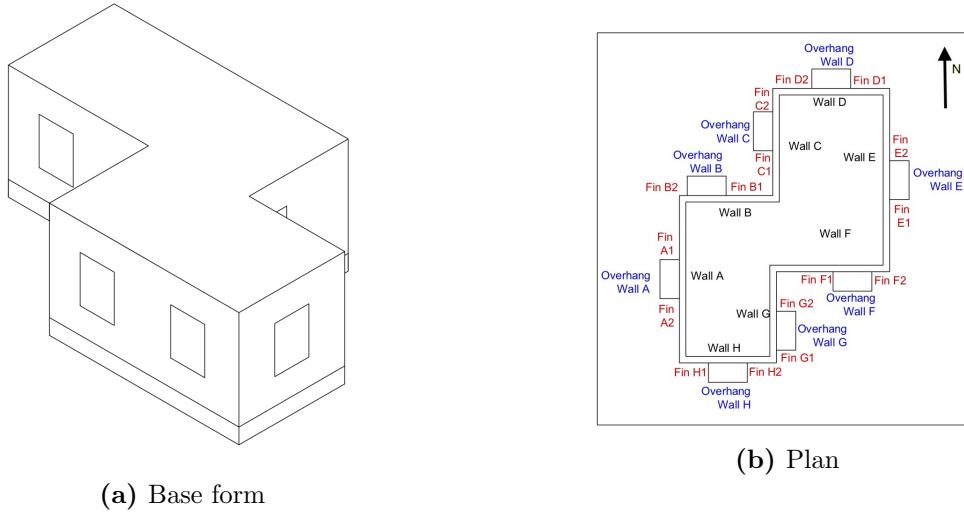 Overhang
Wall D
N
Fin D2
Fin D1
Fin
C2
Wall D
Overhang
Wall C
Wall C
Fin
E2
Wall E
Fin
C1
Overhang
Wall B
Overhang
Wall E
Fin B2
Fin B1
Wall B
Fin
E1
Wall F
Fin
A1
Overhang
Wall A
Wall A
Fin F1
Fin F2
Overhang
Wall F
Fin
A2
Wall G
Fin G2
Overhang
Wall G
Wall H
Fin G1
Fin H1
Fin H2
Overhang
Wall H
(a) Base form
(b) Plan